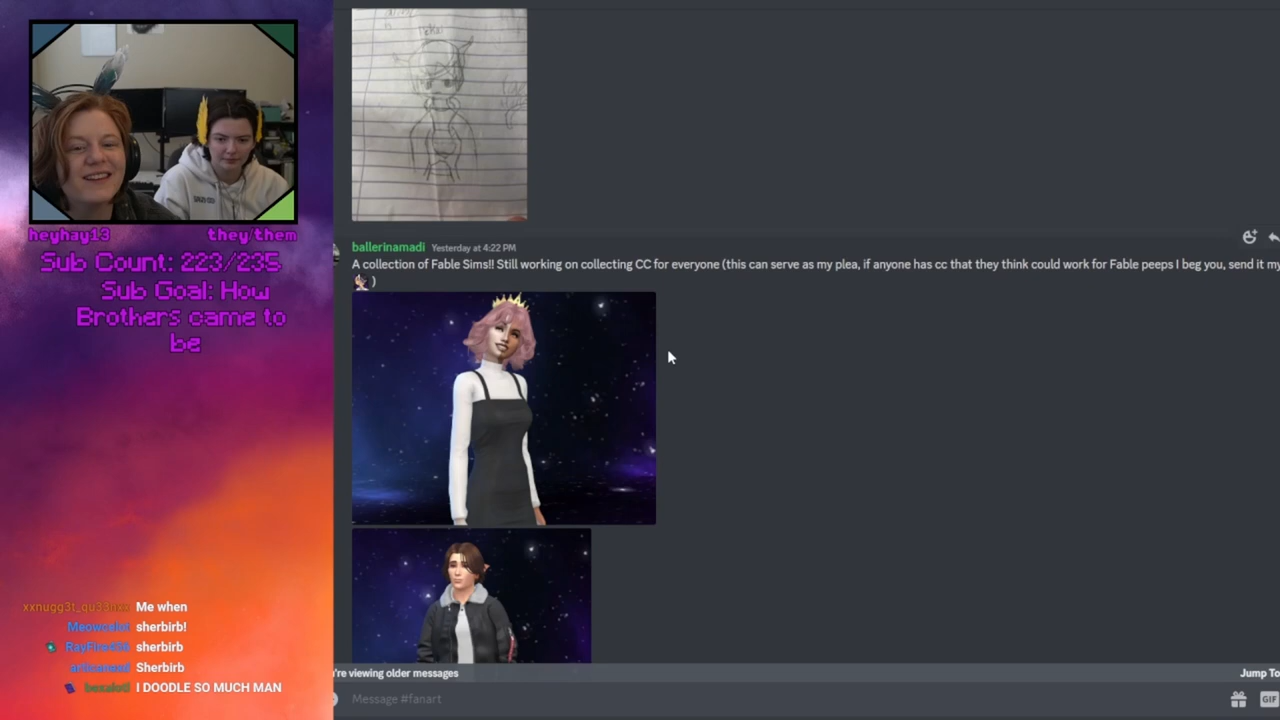 heyhay13
they/them
Sub Count: 223/235
Sub Goal: How
Brothers came to
be
xxnugg3t_qu33nxx Me when
sherbirb!
sherbirb
Sherbirb
I DOODLE SO MUCH MAN
ballerinamadi Yesterday at 4:22 PM
A collection of Fable Sims!! Still working on collecting CC for everyone (this can serve as my plea, if anyone has cc that they think could work for Fable peeps I beg you, send it my
)
're viewing older messages
Jump To
Message #fanart
GIF